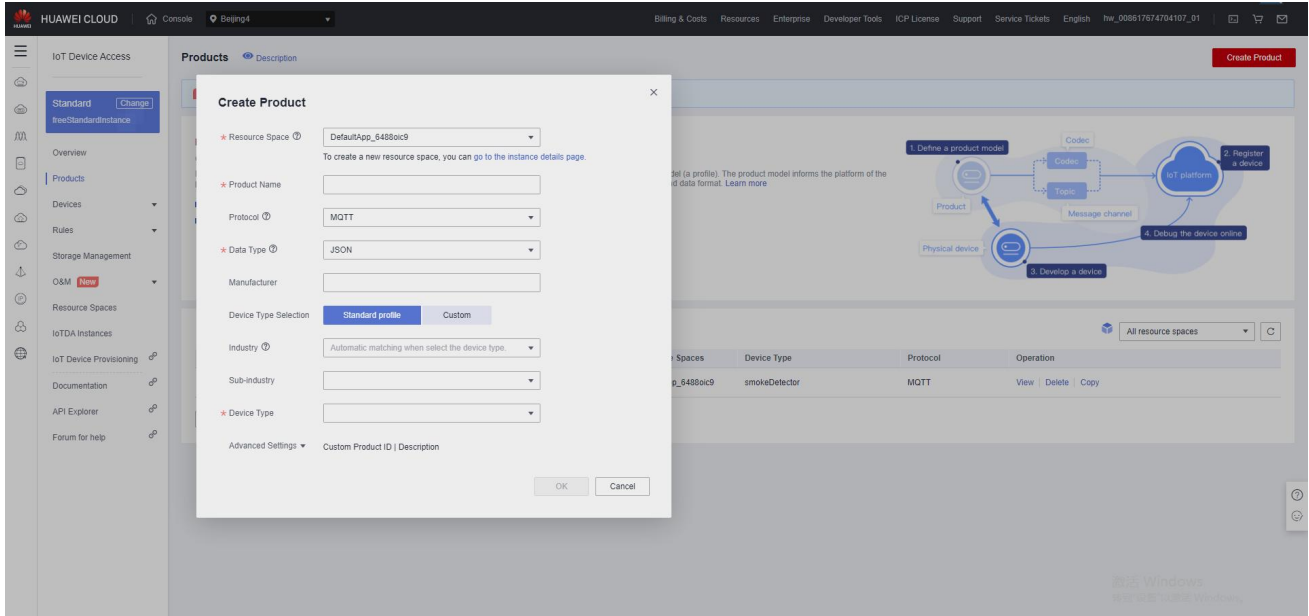 HUAWEI
HUAWEI CLOUD
Console
Beijing4
Billing & Costs
Resources
Enterprise
Developer Tools
ICP License
Support
Service Tickets
English
hw_008617674704107_01
IoT Device Access
Standard
Change
freeStandardInstance
Overview
Products
Devices
Rules
Storage Management
O&M New
Resource Spaces
IoTDA Instances
IoT Device Provisioning
Documentation
API Explorer
Forum for help
Products
Description
Create Product
Create Product
* Resource Space
DefaultApp_6488oic9
To create a new resource space, you can go to the instance details page.
* Product Name
Protocol
MQTT
* Data Type
JSON
Manufacturer
Device Type Selection
Standard profile
Custom
Industry
Automatic matching when select the device type.
Sub-industry
* Device Type
Advanced Settings
Custom Product ID | Description
OK
Cancel
(a profile). The product model informs the platform of the
data format. Learn more
1. Define a product model
Codec
Codec
Topic
2. Register
a device
IoT platform
Product
Message channel
4. Debug the device online
Physical device
3. Develop a device
All resource spaces
Spaces
Device Type
Protocol
Operation
p_6488oic9
smokeDetector
MQTT
View | Delete | Copy
激活 Windows